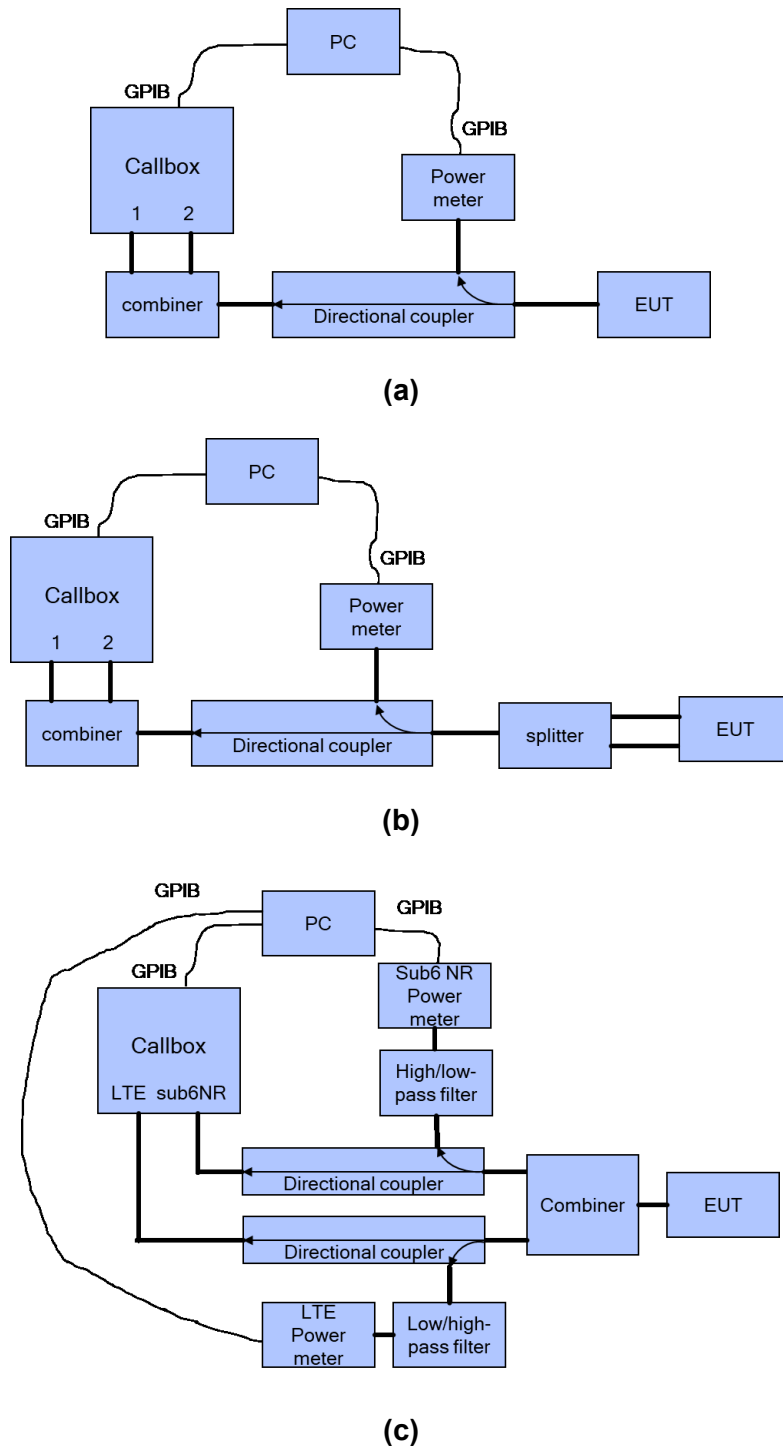 PC
GPIB
GPIB
Callbox
1 2
Power
meter
combiner
Directional coupler
EUT
(a)
PC
GPIB
GPIB
Callbox
1 2
Power
meter
combiner
Directional coupler
splitter
EUT
(b)
GPIB
PC
GPIB
GPIB
Sub6 NR
Power
meter
Callbox
LTE sub6NR
High/low-
pass filter
Directional coupler
Combiner
EUT
Directional coupler
LTE
Power
meter
Low/high-
pass filter
(c)